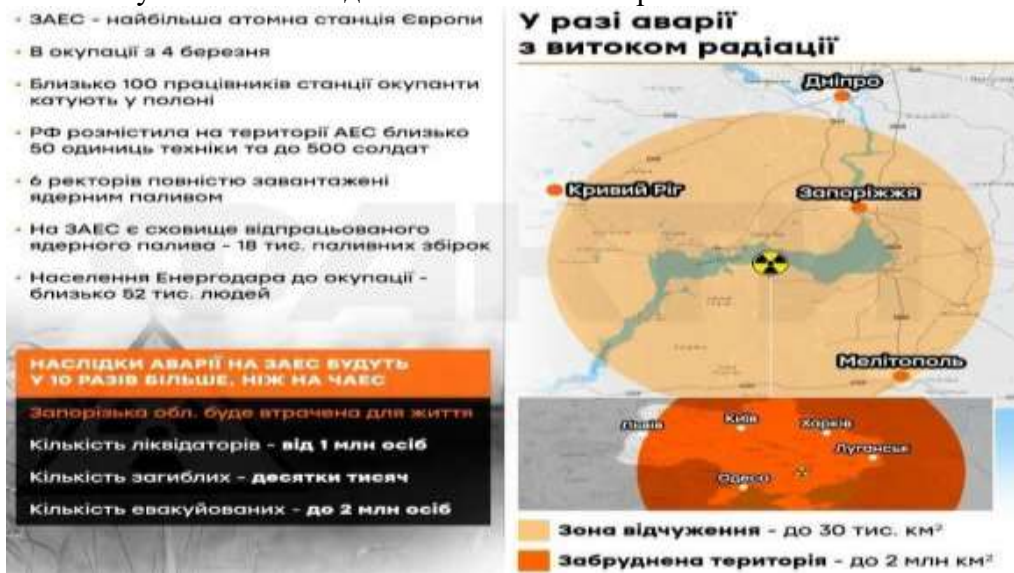 • ЗАЕС - найбільша атомна станція Європи
• В окупації з 4 березня
• Близько 100 працівників станції окупанти
катують у полоні
• РФ розмістила на території АЕС близько
50 одиниць техніки та до 500 солдат
• 6 ректорів повністю завантажені
ядерним паливом
• На ЗАЕС є сховище відпрацьованого
ядерного палива - 18 тис. паливних збірок
• Населення Енергодара до окупації -
близько 52 тис. людей
НАСЛІДКИ АВАРІЇ НА ЗАЕС БУДУТЬ
У 10 РАЗІВ БІЛЬШЕ, НІЖ НА ЧАЕС
Запорізька обл. буде втрачена для життя
Кількість ліквідаторів - від 1 млн осіб
Кількість загиблих - десятки тисяч
Кількість евакуйованих - до 2 млн осіб
У разі аварії
з витоком радіації
Дніпро
Кривий Ріг
Запоріжжя
Мелітополь
Львів
Київ
Харків
Луганськ
Одеса
Зона відчуження - до 30 тис. км²
Забруднена територія - до 2 млн км²